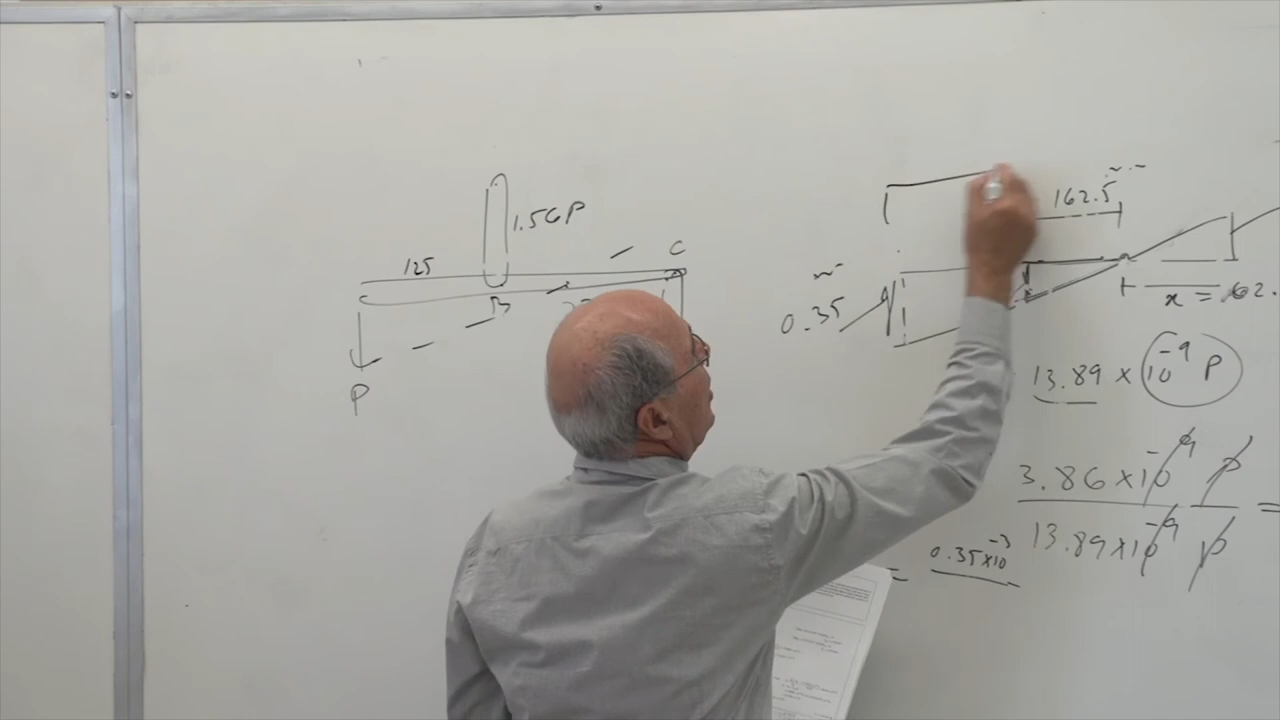 1.56P
125
C
B
P
162.5
0.35
x = 162.
13.89 × 10⁻⁹ P
3.86 × 10⁻⁹ P
13.89 × 10⁻⁹ P
=
= 0.35×10⁻³